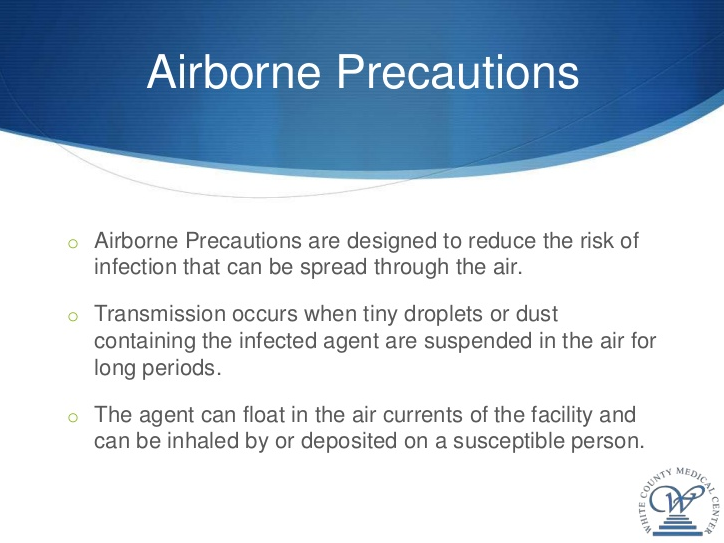 Airborne Precautions
o Airborne Precautions are designed to reduce the risk of
infection that can be spread through the air.
o Transmission occurs when tiny droplets or dust
containing the infected agent are suspended in the air for
long periods.
o The agent can float in the air currents of the facility and
can be inhaled by or deposited on a susceptible person.
WHITE COUNTY MEDICAL CENTER
W